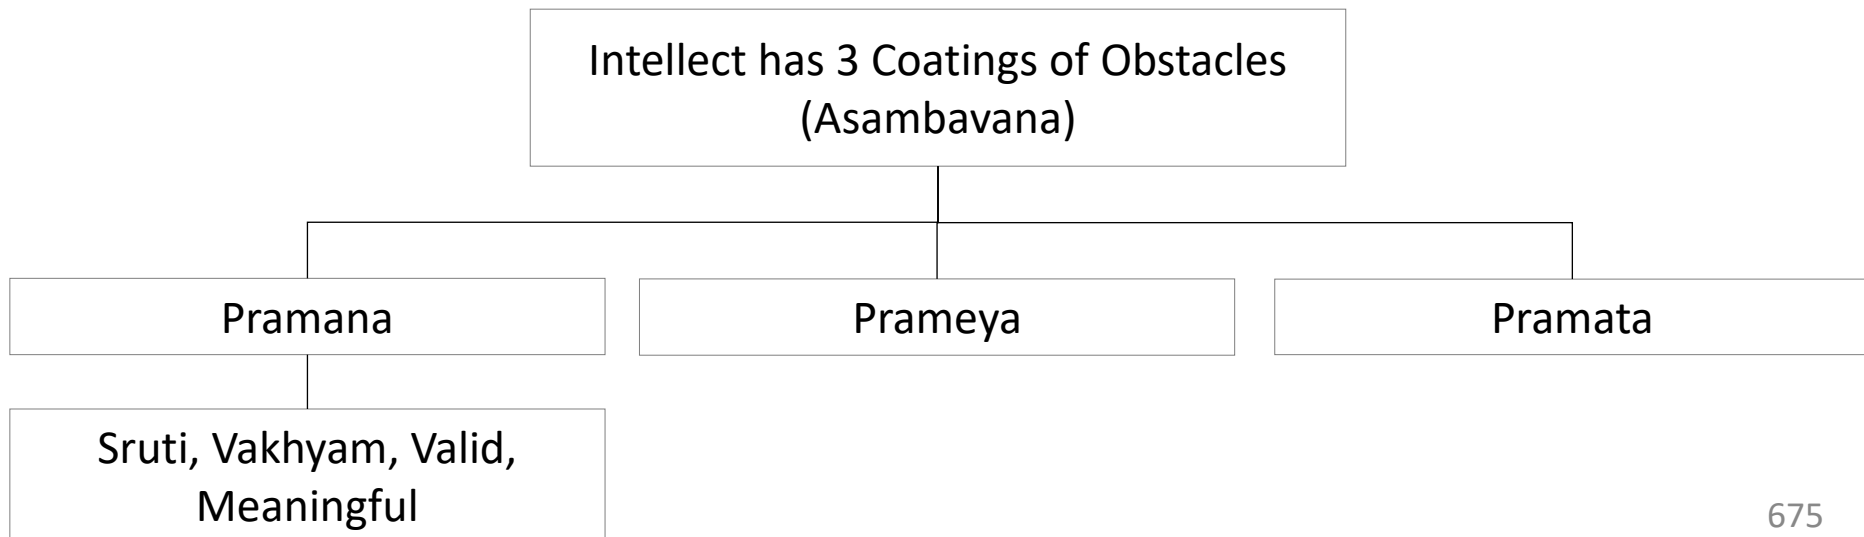 Intellect has 3 Coatings of Obstacles
(Asambavana)
Pramana
Prameya
Pramata
Sruti, Vakhyam, Valid,
Meaningful
675